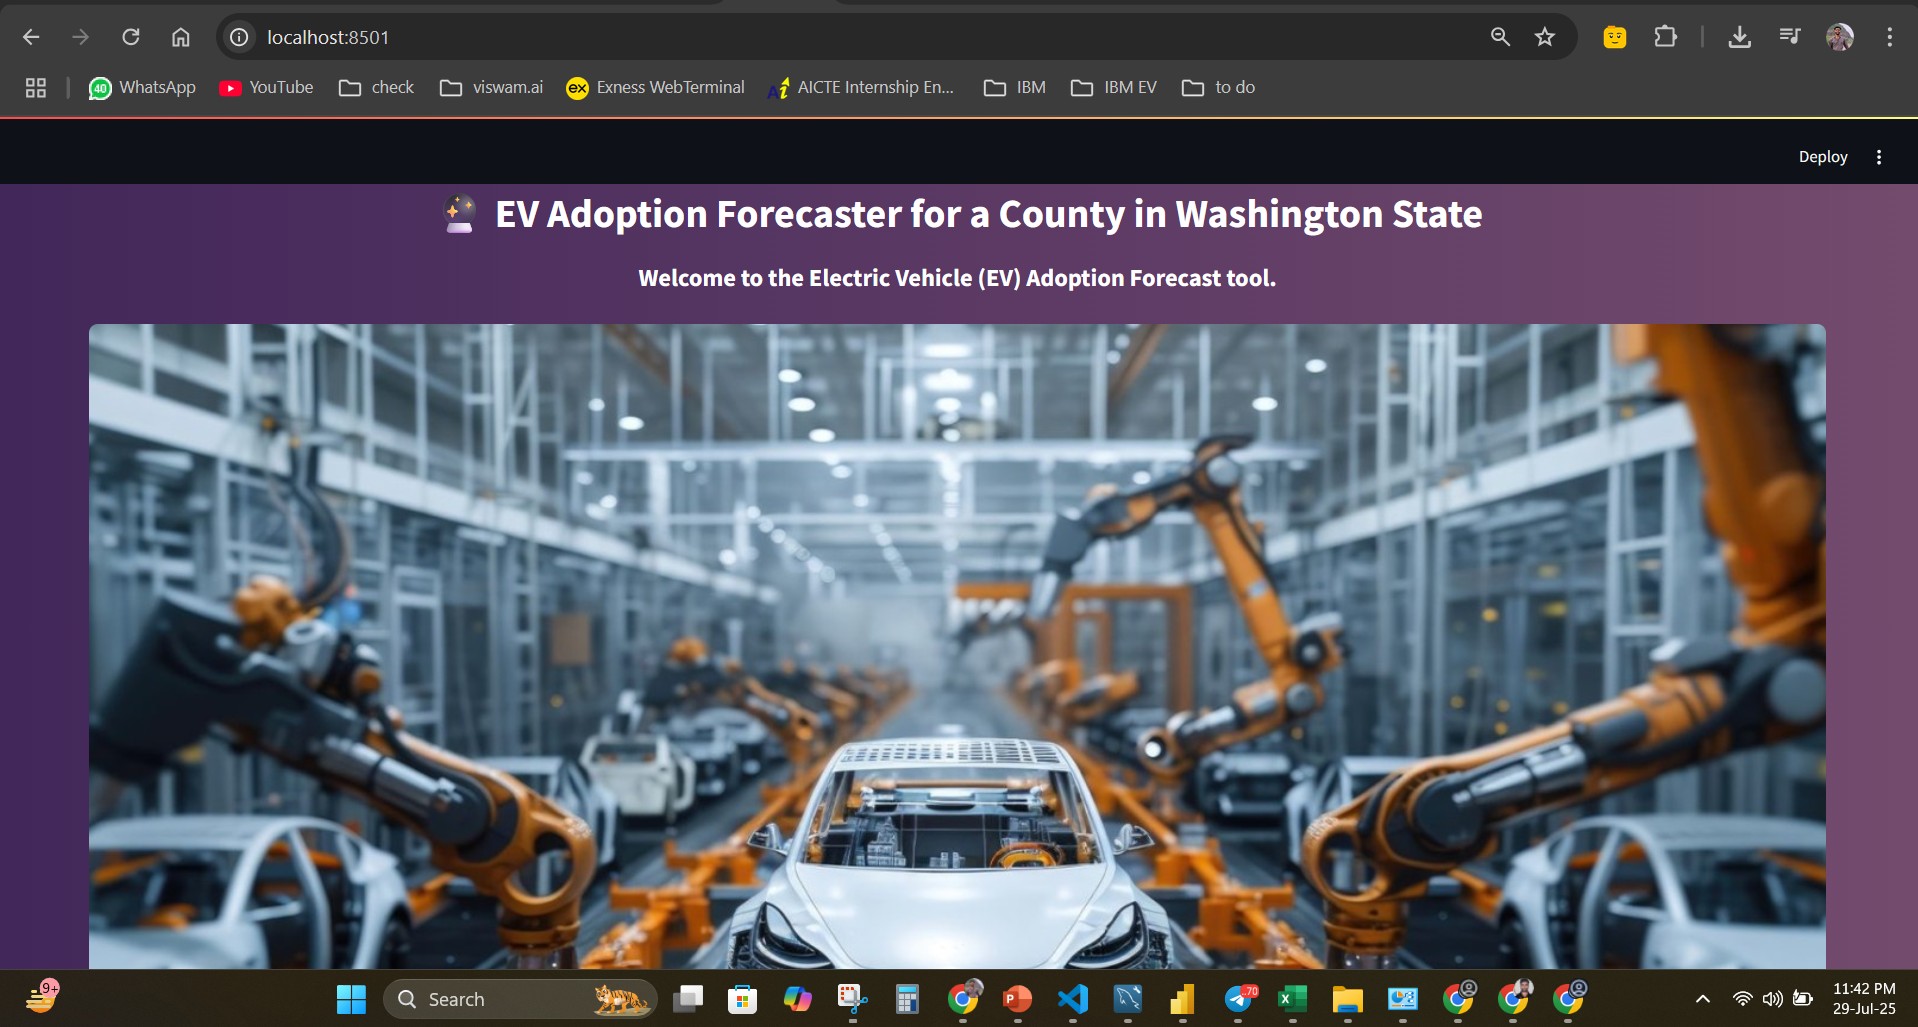 localhost:8501
40 WhatsApp
YouTube
check
viswam.ai
ex Exness WebTerminal
AICTE Internship En...
IBM
IBM EV
to do
Deploy
EV Adoption Forecaster for a County in Washington State
Welcome to the Electric Vehicle (EV) Adoption Forecast tool.
9+
Search
P
70
X
11:42 PM
29-Jul-25